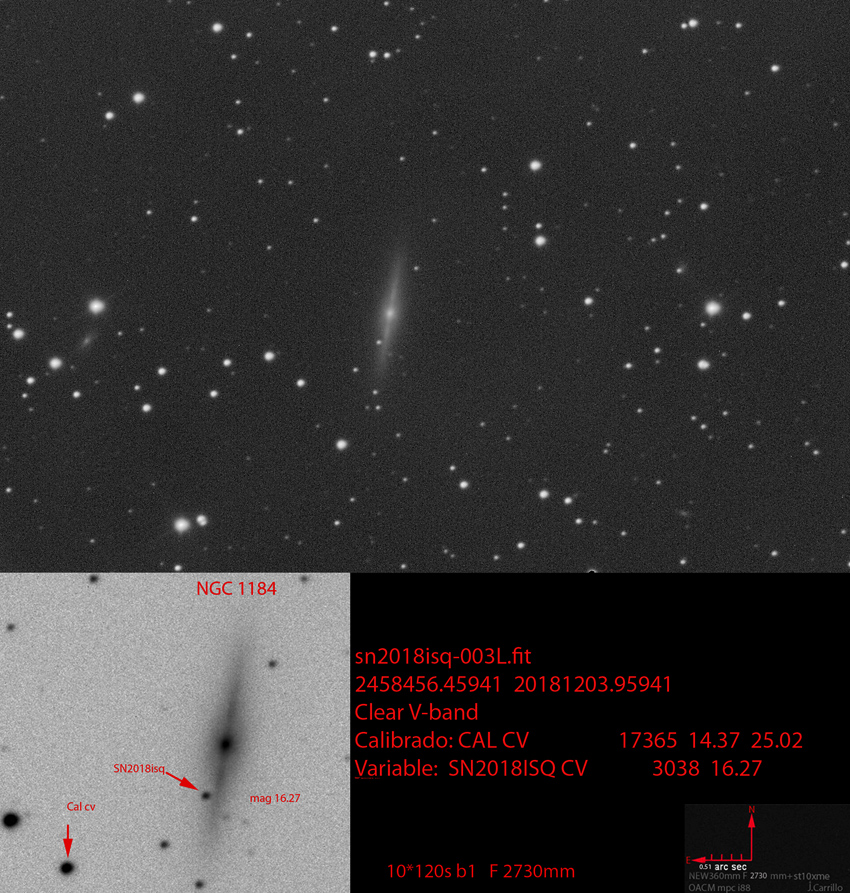 NGC 1184
sn2018isq-003L.fit
2458456.45941 20181203.95941
Clear V-band
Calibrado: CAL CV 17365 14.37 25.02
Variable: SN2018ISQ CV 3038 16.27
SN2018isq
mag 16.27
Cal cv
10*120s b1 F 2730mm
N
E
0,51 arc sec
NEW360mm F 2730 mm+st10xme
OACM mpc i88 J.Carrillo